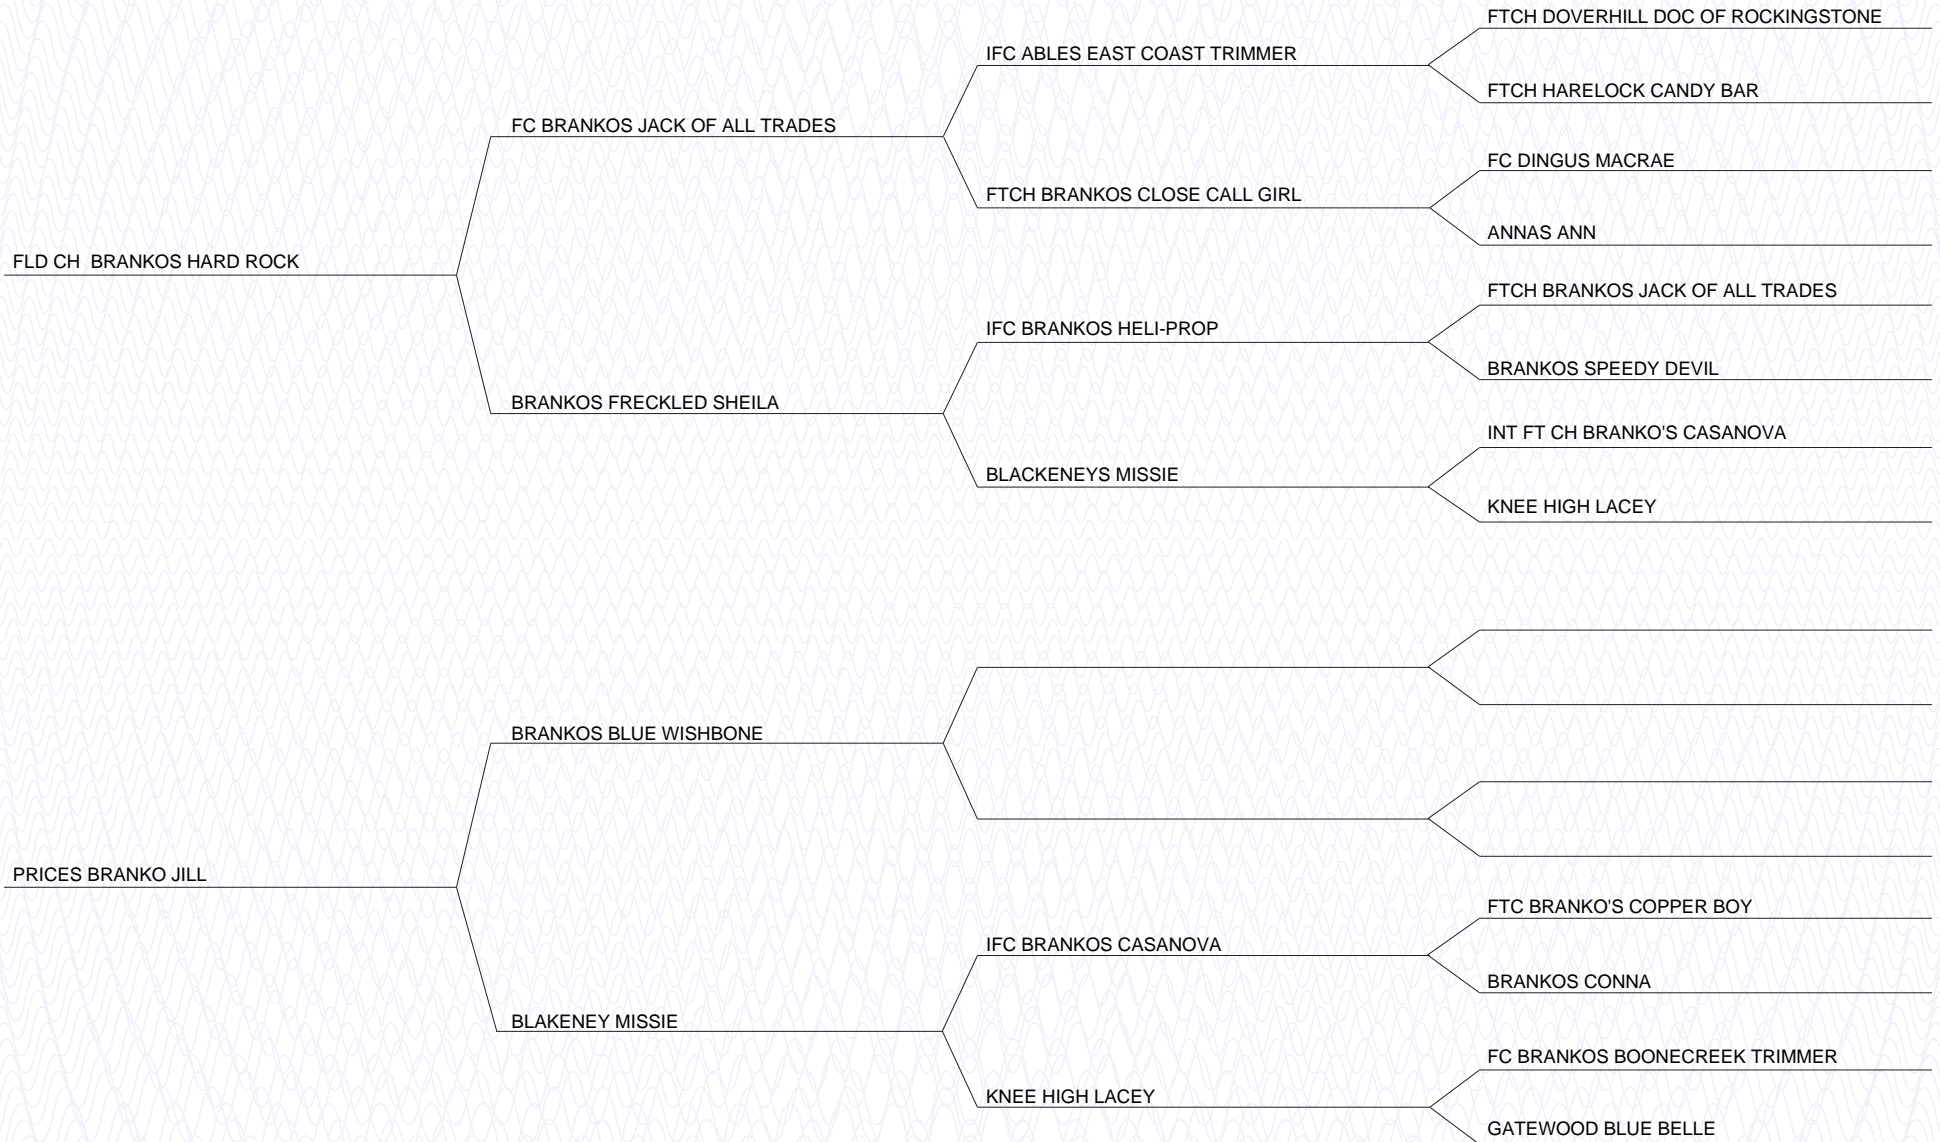 FTCH DOVERHILL DOC OF ROCKINGSTONE
IFC ABLES EAST COAST TRIMMER
FTCH HARELOCK CANDY BAR
FC BRANKOS JACK OF ALL TRADES
FC DINGUS MACRAE
FTCH BRANKOS CLOSE CALL GIRL
ANNAS ANN
FLD CH  BRANKOS HARD ROCK
FTCH BRANKOS JACK OF ALL TRADES
IFC BRANKOS HELI-PROP
BRANKOS SPEEDY DEVIL
BRANKOS FRECKLED SHEILA
INT FT CH BRANKO'S CASANOVA
BLACKENEYS MISSIE
KNEE HIGH LACEY
BRANKOS BLUE WISHBONE
PRICES BRANKO JILL
FTC BRANKO'S COPPER BOY
IFC BRANKOS CASANOVA
BRANKOS CONNA
BLAKENEY MISSIE
FC BRANKOS BOONECREEK TRIMMER
KNEE HIGH LACEY
GATEWOOD BLUE BELLE